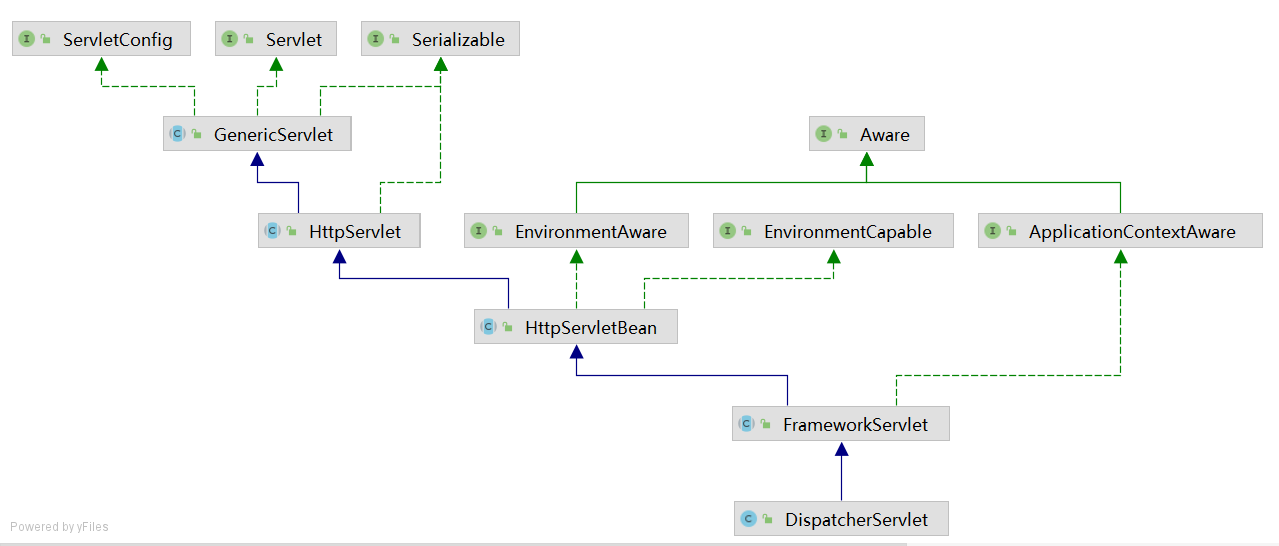 ServletConfig
Servlet
Serializable
GenericServlet
Aware
HttpServlet
EnvironmentAware
EnvironmentCapable
ApplicationContextAware
HttpServletBean
FrameworkServlet
DispatcherServlet
Powered by yFiles